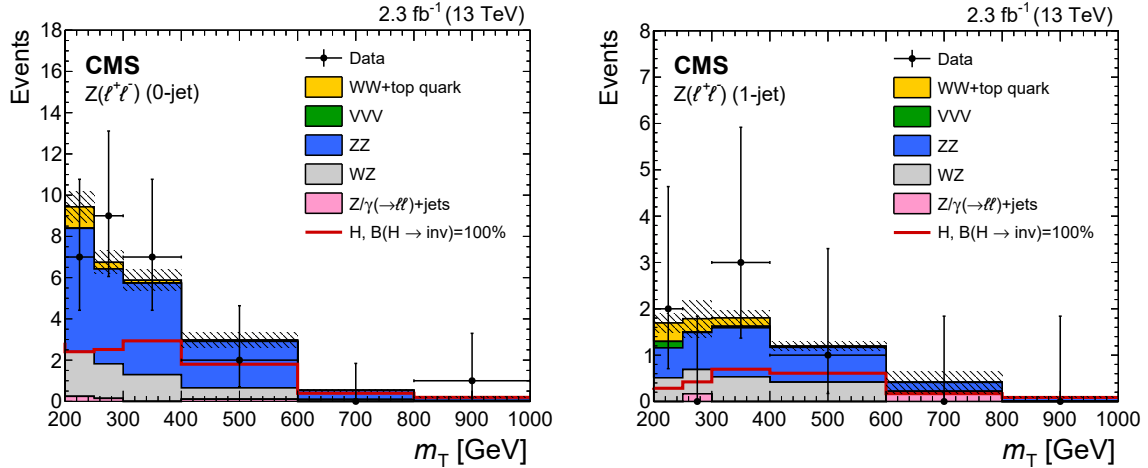 2.3 fb⁻¹ (13 TeV)
Events
18
16
14
12
10
8
6
4
2
0
CMS
Z(ℓ⁺ℓ⁻) (0-jet)
Data
WW+top quark
VVV
ZZ
WZ
Z/γ(→ℓℓ)+jets
H, B(H → inv)=100%
200 300 400 500 600 700 800 900 1000
m_T [GeV]
2.3 fb⁻¹ (13 TeV)
Events
8
7
6
5
4
3
2
1
0
CMS
Z(ℓ⁺ℓ⁻) (1-jet)
Data
WW+top quark
VVV
ZZ
WZ
Z/γ(→ℓℓ)+jets
H, B(H → inv)=100%
200 300 400 500 600 700 800 900 1000
m_T [GeV]